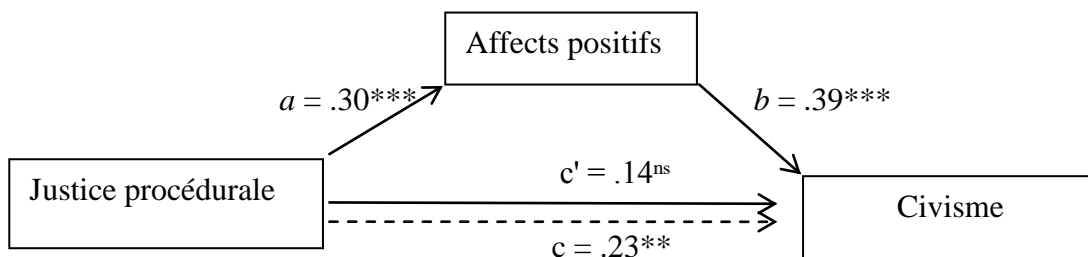 Affects positifs
a = .30***
b = .39***
Justice procédurale
c' = .14ns
Civisme
c = .23**